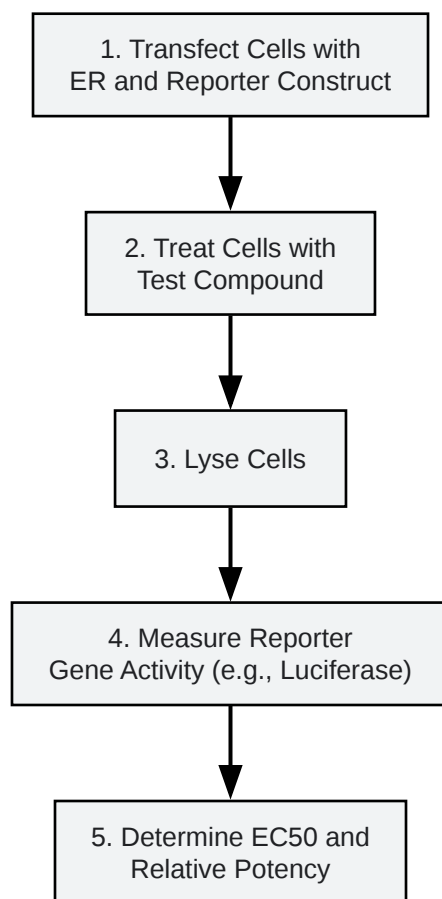 1. Transfect Cells with
ER and Reporter Construct
2. Treat Cells with
Test Compound
3. Lyse Cells
4. Measure Reporter
Gene Activity (e.g., Luciferase)
5. Determine EC50 and
Relative Potency